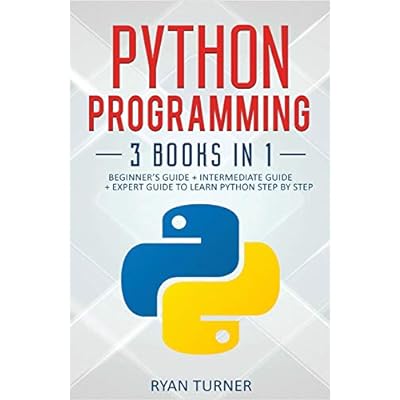 PYTHON
PROGRAMMING
3 BOOKS IN 1
BEGINNER'S GUIDE + INTERMEDIATE GUIDE
+ EXPERT GUIDE TO LEARN PYTHON STEP BY STEP
RYAN TURNER